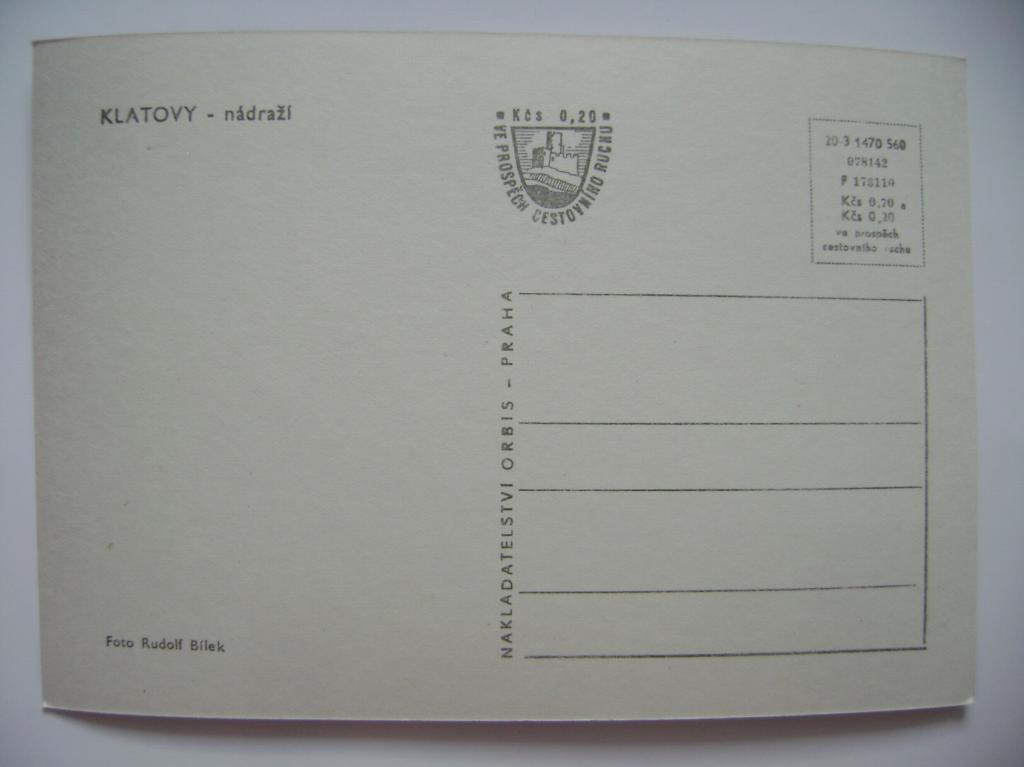 KLATOVY - nádraží
Kčs 0,20
VE PROSPĚCH CESTOVNÍHO RUCHU
20-3 1470 560
078142
F 178110
Kčs 0,70 a
Kčs 0,20
ve prospěch
cestovního ruchu
NAKLADATELSTVÍ ORBIS - PRAHA
Foto Rudolf Bílek